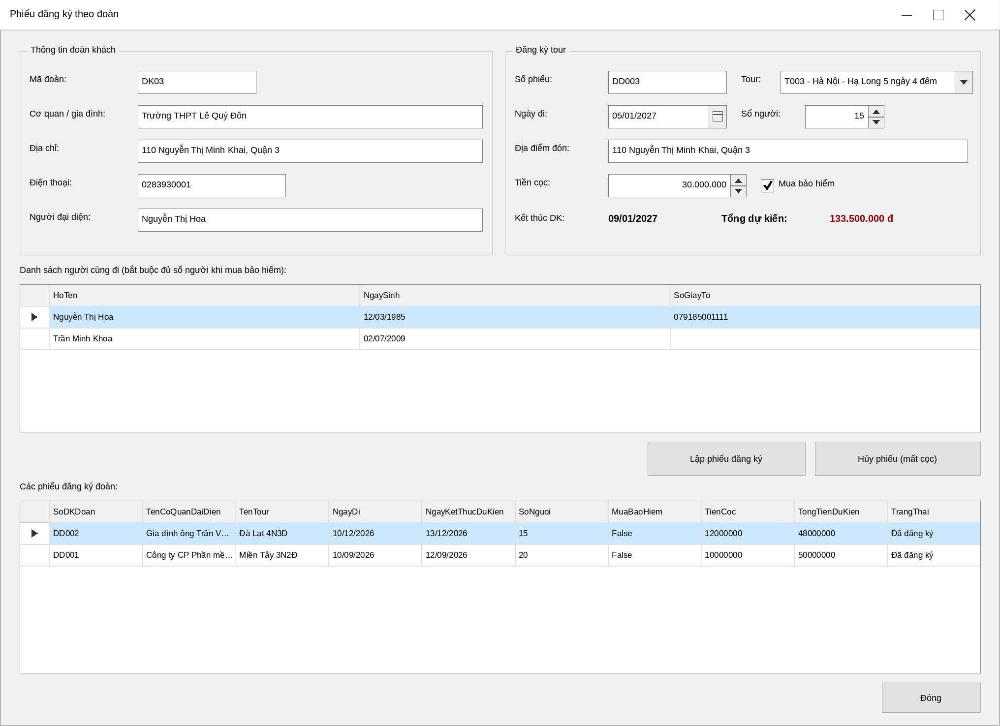 Phiếu đăng ký theo đoàn
Thông tin đoàn khách
Mã đoàn: DK03
Cơ quan / gia đình: Trường THPT Lê Quý Đôn
Địa chỉ: 110 Nguyễn Thị Minh Khai, Quận 3
Điện thoại: 0283930001
Người đại diện: Nguyễn Thị Hoa
Đăng ký tour
Số phiếu: DD003 Tour: T003 - Hà Nội - Hạ Long 5 ngày 4 đêm
Ngày đi: 05/01/2027 Số người: 15
Địa điểm đón: 110 Nguyễn Thị Minh Khai, Quận 3
Tiền cọc: 30.000.000 Mua bảo hiểm
Kết thúc DK: 09/01/2027 Tổng dự kiến: 133.500.000 đ
Danh sách người cùng đi (bắt buộc đủ số người khi mua bảo hiểm):
HoTen NgaySinh SoGiayTo
Nguyễn Thị Hoa 12/03/1985 079185001111
Trần Minh Khoa 02/07/2009
Lập phiếu đăng ký Hủy phiếu (mất cọc)
Các phiếu đăng ký đoàn:
SoDKDoan TenCoQuanDaiDien TenTour NgayDi NgayKetThucDuKien SoNguoi MuaBaoHiem TienCoc TongTienDuKien TrangThai
DD002 Gia đình ông Trần V… Đà Lạt 4N3Đ 10/12/2026 13/12/2026 15 False 12000000 48000000 Đã đăng ký
DD001 Công ty CP Phần mề… Miền Tây 3N2Đ 10/09/2026 12/09/2026 20 False 10000000 50000000 Đã đăng ký
Đóng